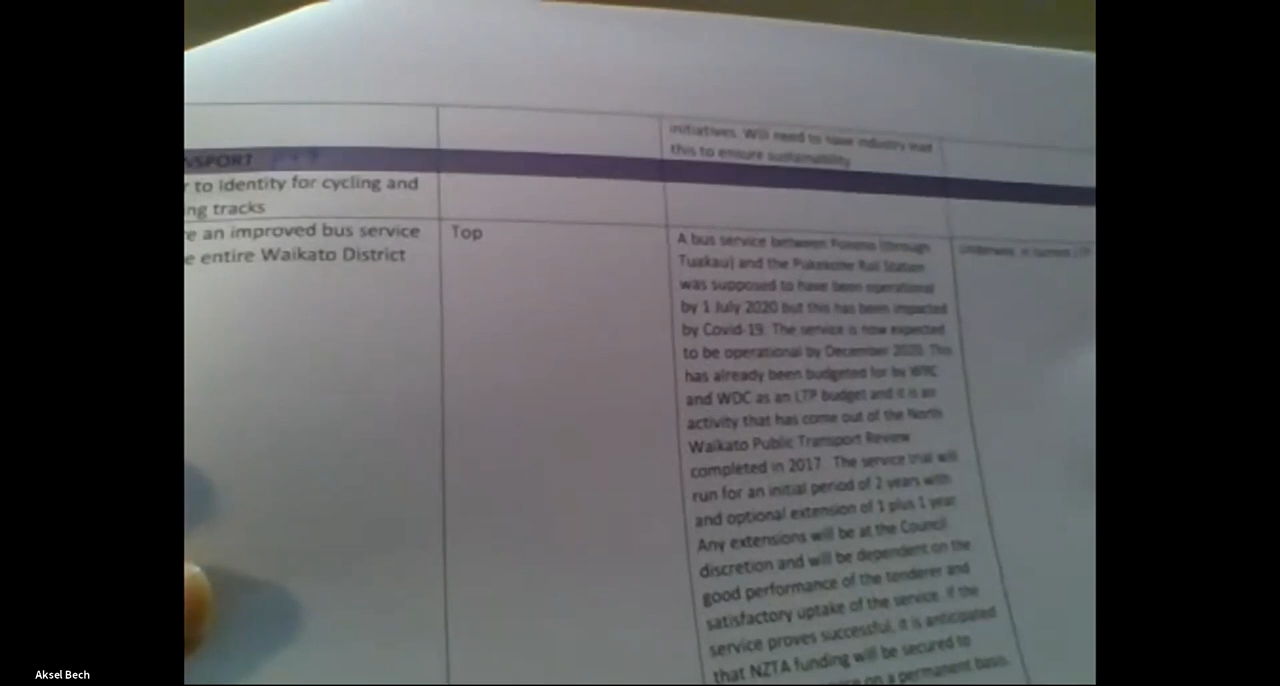 initiatives. Will need to have industry lead
this to ensure sustainability
NSPORT
r to Identity for cycling and
ng tracks
e an improved bus service
e entire Waikato District
Top
A bus service between Pokeno (through
Tuakau) and the Pukekohe Rail Station
was supposed to have been operational
by 1 July 2020 but this has been impacted
by Covid-19. The service is now expected
to be operational by December 2020. This
has already been budgeted for by WRC
and WDC as an LTP budget and it is an
activity that has come out of the North
Waikato Public Transport Review
completed in 2017. The service trial will
run for an initial period of 2 years with
and optional extension of 1 plus 1 year.
Any extensions will be at the Council
discretion and will be dependent on the
good performance of the tenderer and
satisfactory uptake of the service. If the
service proves successful, it is anticipated
that NZTA funding will be secured to
on a permanent basis.
Underway, in current LTP
Aksel Bech